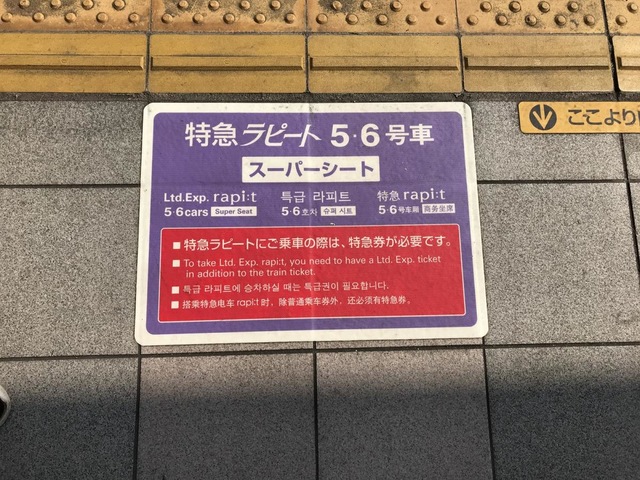 特急ラピート 5・6号車
スーパーシート
Ltd.Exp. rapi:t 특급 라피트 特急 rapi:t
5・6cars Super Seat 5・6호차 슈퍼 시트 5・6号车厢 商务坐席
■ 特急ラピートにご乗車の際は、特急券が必要です。
■ To take Ltd. Exp. rapi:t, you need to have a Ltd. Exp. ticket
in addition to the train ticket.
■ 특급 라피트에 승차하실 때는 특급권이 필요합니다.
■ 搭乘特急电车 rapi:t 时，除普通乘车券外，还必须有特急券。
ここより